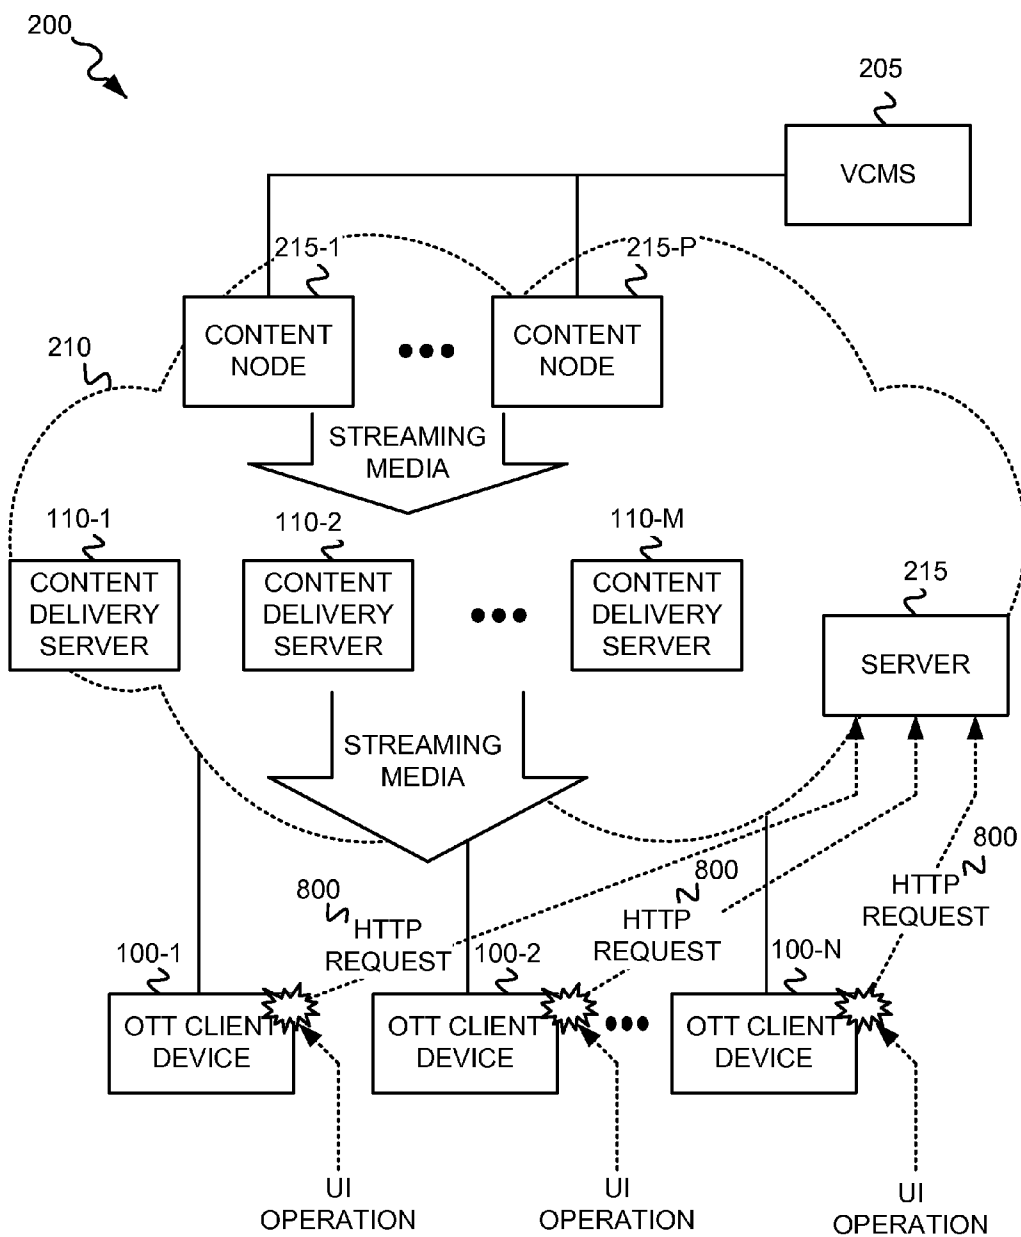 200
205
VCMS
215-1
215-P
CONTENT
NODE
CONTENT
NODE
210
STREAMING
MEDIA
110-1
110-2
110-M
CONTENT
DELIVERY
SERVER
CONTENT
DELIVERY
SERVER
CONTENT
DELIVERY
SERVER
215
SERVER
STREAMING
MEDIA
800
HTTP
REQUEST
800
HTTP
REQUEST
800
HTTP
REQUEST
100-1
100-2
100-N
OTT CLIENT
DEVICE
OTT CLIENT
DEVICE
OTT CLIENT
DEVICE
UI
OPERATION
UI
OPERATION
UI
OPERATION